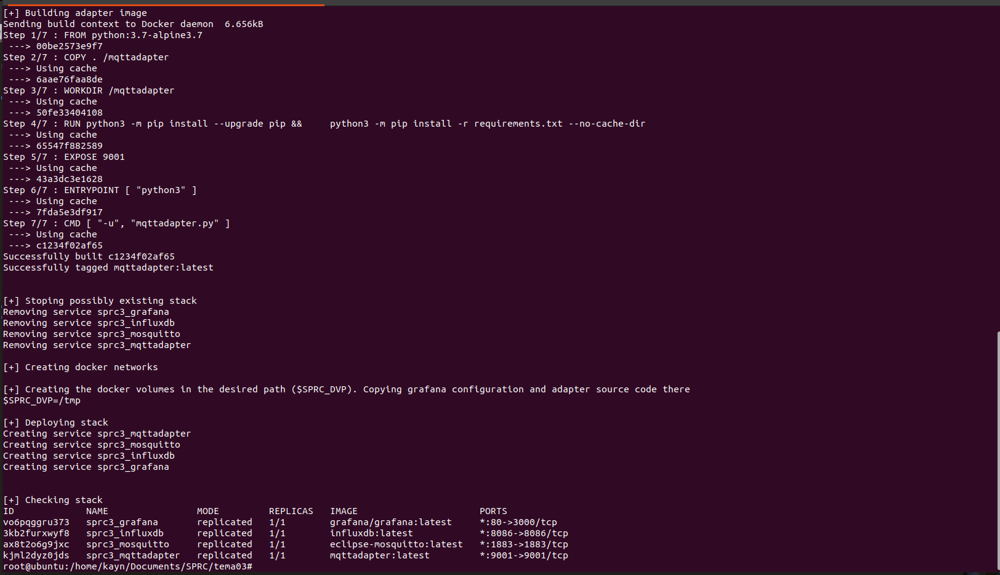 [+] Building adapter image
Sending build context to Docker daemon  6.656kB
Step 1/7 : FROM python:3.7-alpine3.7
 ---> 00be2573e9f7
Step 2/7 : COPY . /mqttadapter
 ---> Using cache
 ---> 6aae76faa8de
Step 3/7 : WORKDIR /mqttadapter
 ---> Using cache
 ---> 50fe33404108
Step 4/7 : RUN python3 -m pip install --upgrade pip &&     python3 -m pip install -r requirements.txt --no-cache-dir
 ---> Using cache
 ---> 65547f882589
Step 5/7 : EXPOSE 9001
 ---> Using cache
 ---> 43a3dc3e1628
Step 6/7 : ENTRYPOINT [ "python3" ]
 ---> Using cache
 ---> 7fda5e3df917
Step 7/7 : CMD [ "-u", "mqttadapter.py" ]
 ---> Using cache
 ---> c1234f02af65
Successfully built c1234f02af65
Successfully tagged mqttadapter:latest
[+] Stoping possibly existing stack
Removing service sprc3_grafana
Removing service sprc3_influxdb
Removing service sprc3_mosquitto
Removing service sprc3_mqttadapter
[+] Creating docker networks
[+] Creating the docker volumes in the desired path ($SPRC_DVP). Copying grafana configuration and adapter source code there
$SPRC_DVP=/tmp
[+] Deploying stack
Creating service sprc3_mqttadapter
Creating service sprc3_mosquitto
Creating service sprc3_influxdb
Creating service sprc3_grafana
[+] Checking stack
ID             NAME                MODE         REPLICAS   IMAGE                      PORTS
vo6pqggru373   sprc3_grafana       replicated   1/1        grafana/grafana:latest     *:80->3000/tcp
3kb2furxwyf8   sprc3_influxdb      replicated   1/1        influxdb:latest            *:8086->8086/tcp
ax8t2o6g9jxc   sprc3_mosquitto     replicated   1/1        eclipse-mosquitto:latest   *:1883->1883/tcp
kjml2dyz0jds   sprc3_mqttadapter   replicated   1/1        mqttadapter:latest         *:9001->9001/tcp
root@ubuntu:/home/kayn/Documents/SPRC/tema03#